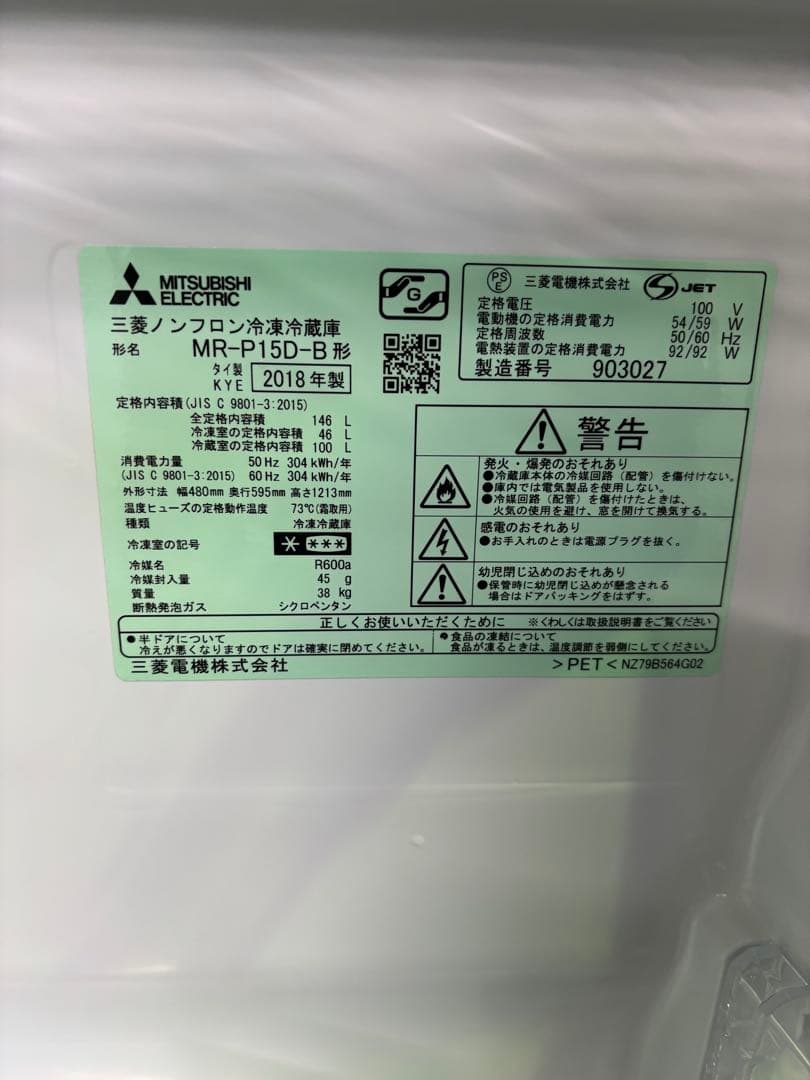 MITSUBISHI
ELECTRIC
三菱ノンフロン冷凍冷蔵庫
形名 MR-P15D-B形
タイ製
KYE 2018年製
定格内容積(JIS C 9801-3:2015)
全定格内容積 146 L
冷凍室の定格内容積 46 L
冷蔵室の定格内容積 100 L
消費電力量 50Hz 304kWh/年
(JIS C 9801-3:2015) 60Hz 304kWh/年
外形寸法 幅480mm 奥行595mm 高さ1213mm
温度ヒューズの定格動作温度 73℃(霜取用)
種類 冷凍冷蔵庫
冷凍室の記号 * ***
冷媒名 R600a
冷媒封入量 45 g
質量 38 kg
断熱発泡ガス シクロペンタン
G
PS
E
三菱電機株式会社
S JET
定格電圧 100 V
電動機の定格消費電力 54/59 W
定格周波数 50/60 Hz
電熱装置の定格消費電力 92/92 W
製造番号 903027
警告
発火・爆発のおそれあり
●冷蔵庫本体の冷媒回路(配管)を傷付けない。
●庫内では電気製品を使用しない。
●冷媒回路(配管)を傷付けたときは、
火気の使用を避け、窓を開けて換気する。
感電のおそれあり
●お手入れのときは電源プラグを抜く。
幼児閉じ込めのおそれあり
●保管時に幼児閉じ込めが懸念される
場合はドアパッキングをはずす。
正しくお使いいただくために ※くわしくは取扱説明書をご覧ください
●半ドアについて
冷えが悪くなりますのでドアは確実に閉めてください。
●食品の凍結について
食品が凍るときは、温度調節を弱側にしてください。
三菱電機株式会社
>PET< NZ79B564G02